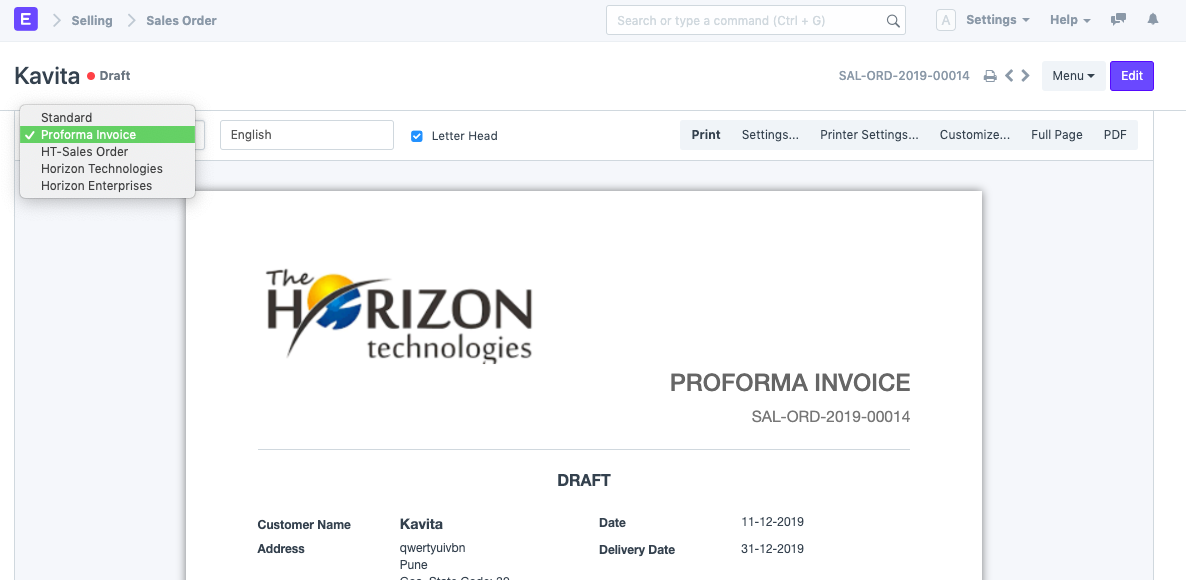 E Selling Sales Order Search or type a command (Ctrl + G) A Settings Help
Kavita Draft SAL-ORD-2019-00014 Menu Edit
Standard
Proforma Invoice
HT-Sales Order
Horizon Technologies
Horizon Enterprises
English Letter Head Print Settings... Printer Settings... Customize... Full Page PDF
The
HORIZON
technologies
PROFORMA INVOICE
SAL-ORD-2019-00014
DRAFT
Customer Name Kavita Date 11-12-2019
Address qwertyuivbn Delivery Date 31-12-2019
Pune